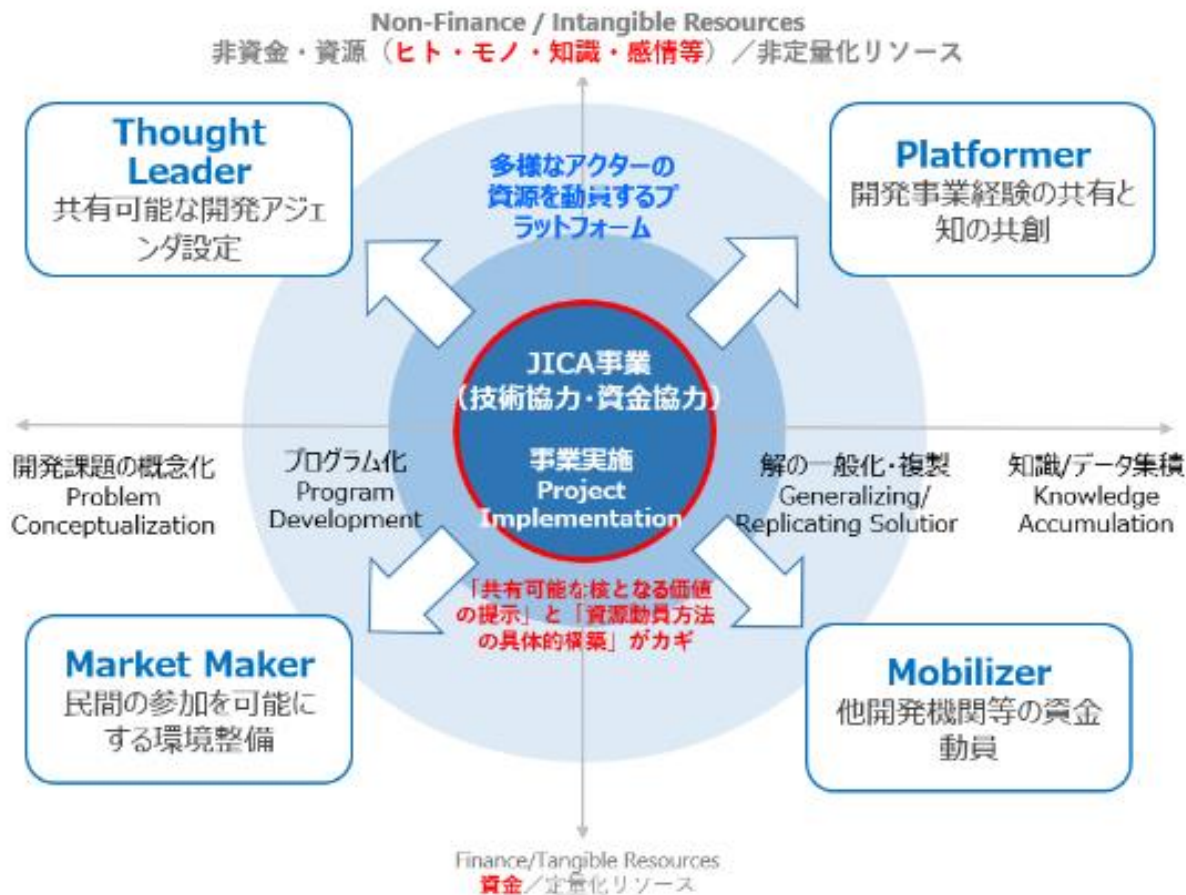 Non-Finance / Intangible Resources
非資金・資源（ヒト・モノ・知識・感情等）／非定量化リソース
Thought
Leader
共有可能な開発アジェ
ンダ設定
多様なアクターの
資源を動員するプ
ラットフォーム
Platformer
開発事業経験の共有と
知の共創
JICA事業
（技術協力・資金協力）
事業実施
Project
Implementation
開発課題の概念化
Problem
Conceptualization
プログラム化
Program
Development
解の一般化・複製
Generalizing/
Replicating Solutior
知識/データ集積
Knowledge
Accumulation
「共有可能な核となる価値
の提示」と「資源動員方法
の具体的構築」がカギ
Market Maker
民間の参加を可能に
する環境整備
Mobilizer
他開発機関等の資金
動員
Finance/Tangible Resources
資金／定量化リソース